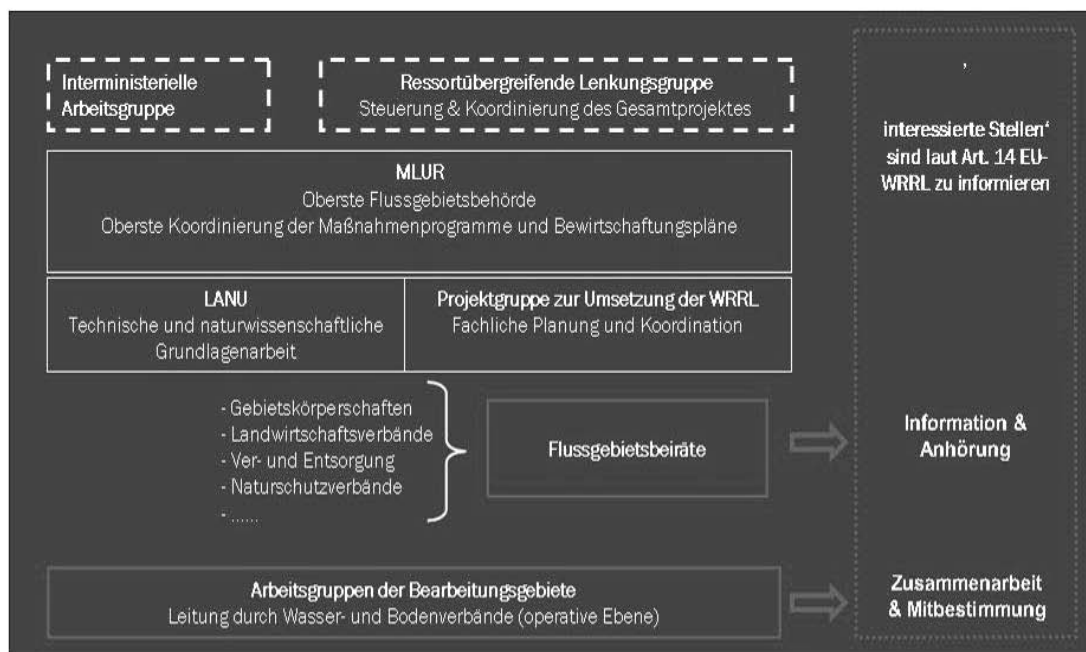 Interministerielle
Arbeitsgruppe
Ressortübergreifende Lenkungsgruppe
Steuerung & Koordinierung des Gesamtprojektes
MLUR
Oberste Flussgebietsbehörde
Oberste Koordinierung der Maßnahmenprogramme und Bewirtschaftungspläne
LANU
Technische und naturwissenschaftliche
Grundlagenarbeit
Projektgruppe zur Umsetzung der WRRL
Fachliche Planung und Koordination
- Gebietskörperschaften
- Landwirtschaftsverbände
- Ver- und Entsorgung
- Naturschutzverbände
- ......
Flussgebietsbeiräte
Arbeitsgruppen der Bearbeitungsgebiete
Leitung durch Wasser- und Bodenverbände (operative Ebene)
,
interessierte Stellen‘
sind laut Art. 14 EU-
WRRL zu informieren
Information &
Anhörung
Zusammenarbeit
& Mitbestimmung